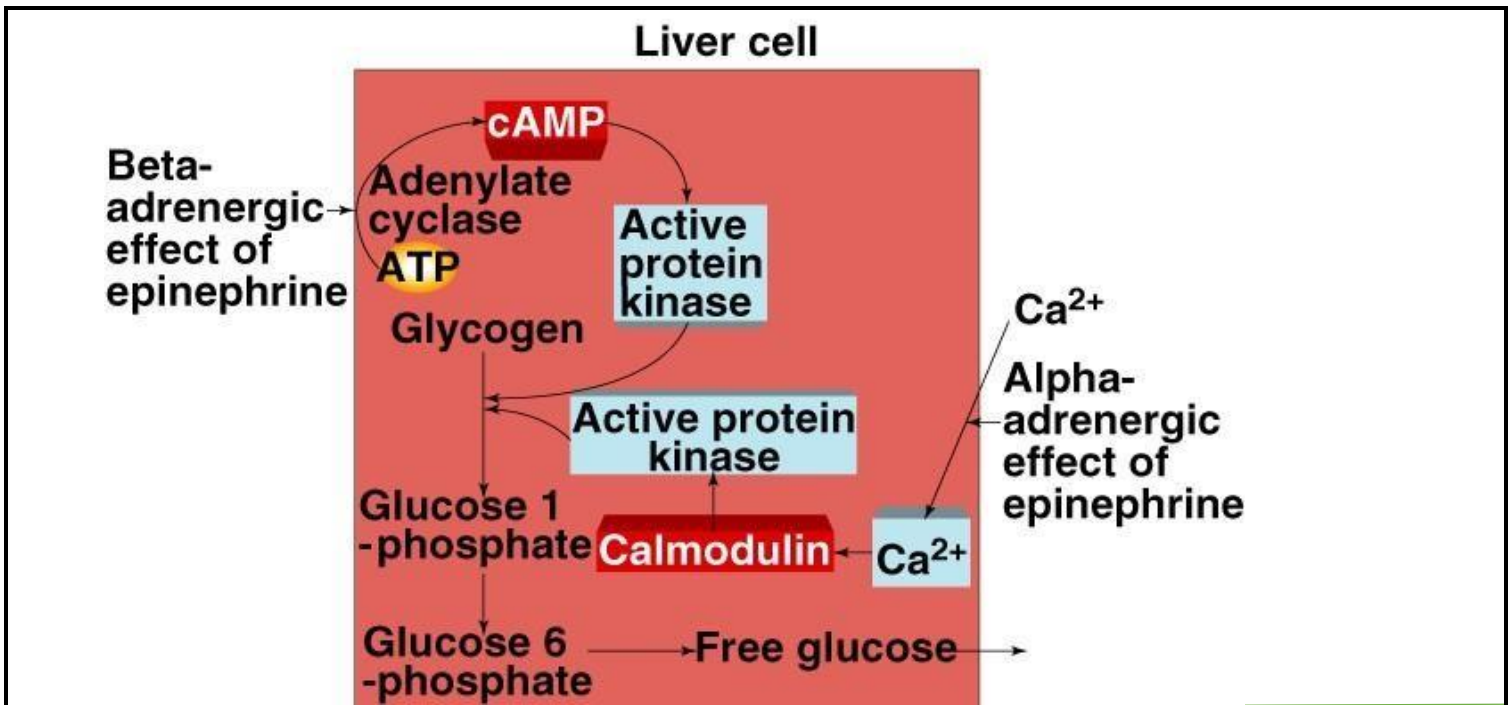 Liver cell
cAMP
Beta-
adrenergic
effect of
epinephrine
Adenylate
cyclase
ATP
Active
protein
kinase
Glycogen
Ca²⁺
Alpha-
adrenergic
effect of
epinephrine
Active protein
kinase
Glucose 1
-phosphate
Calmodulin
Ca²⁺
Glucose 6
-phosphate
Free glucose